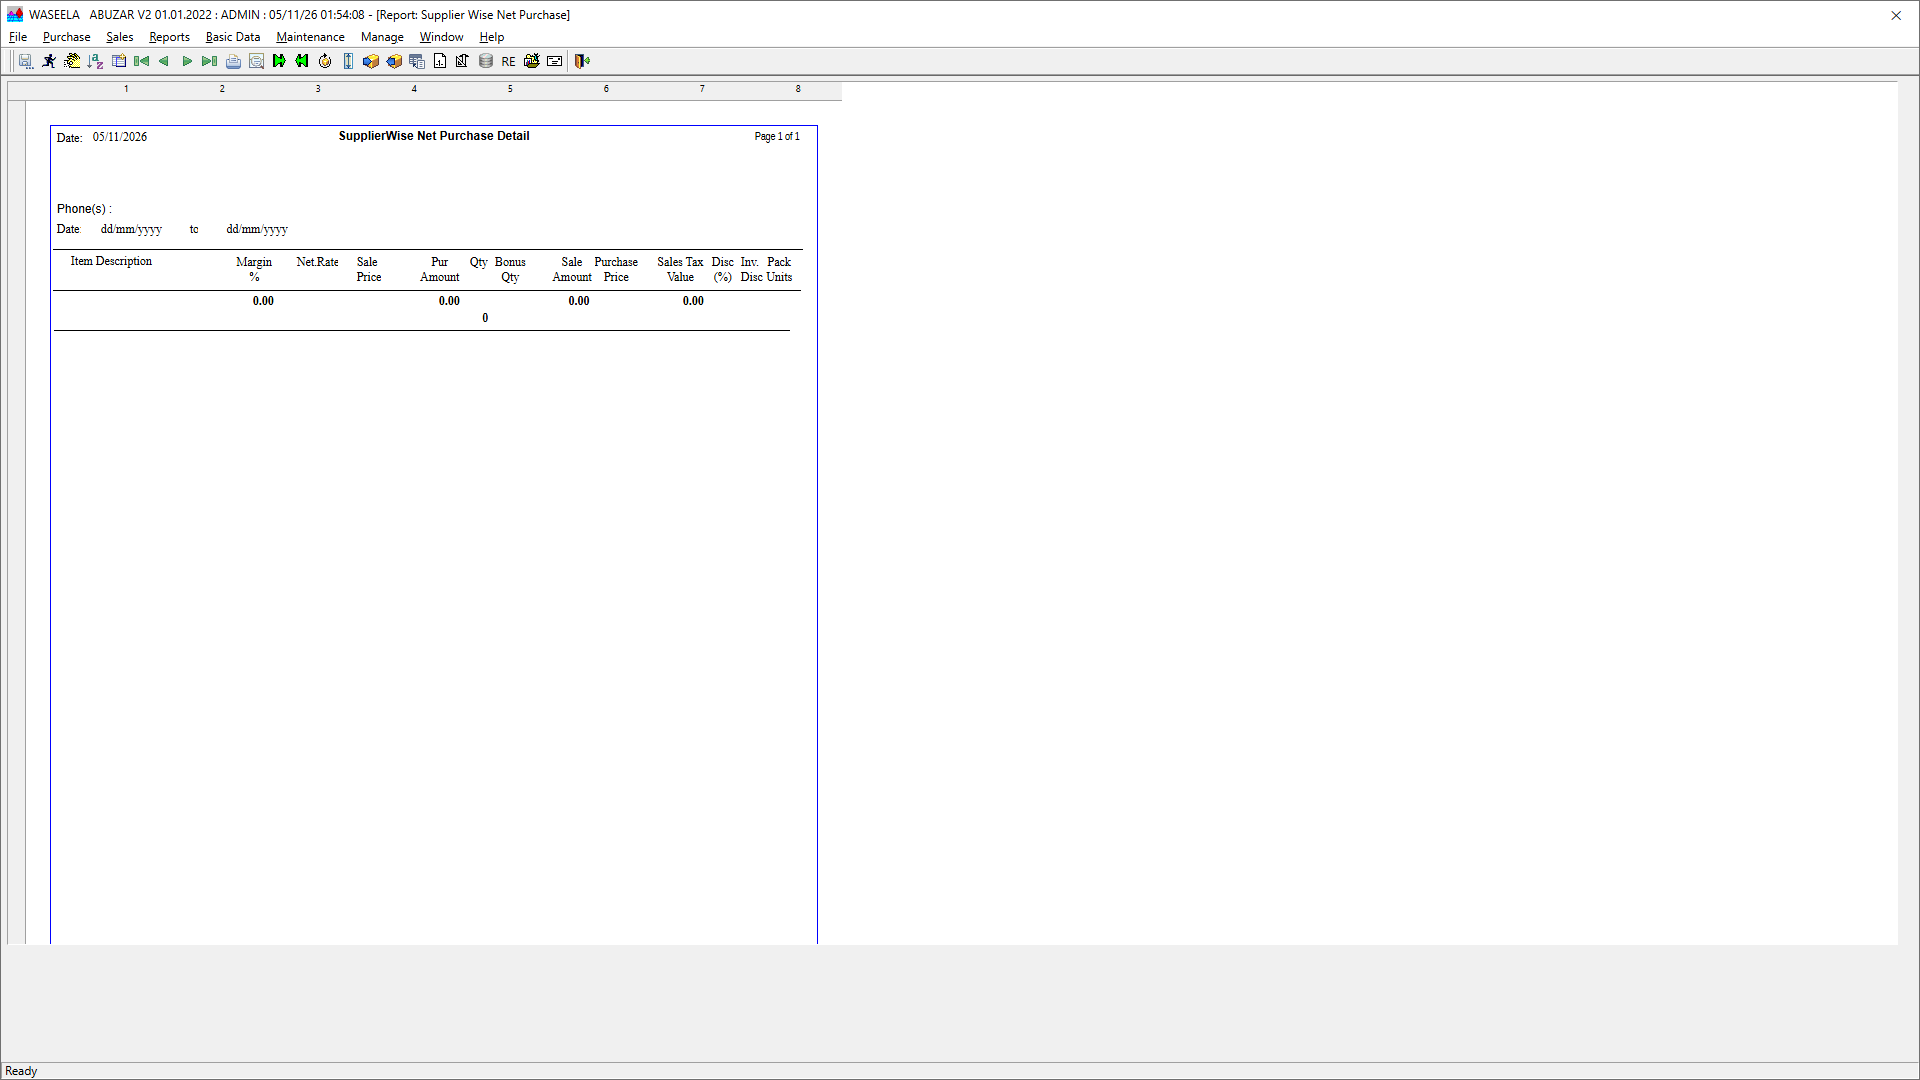 WASEELA ABUZAR V2 01.01.2022 : ADMIN : 05/11/26 01:54:08 - [Report: Supplier Wise Net Purchase]
File Purchase Sales Reports Basic Data Maintenance Manage Window Help
RE
1 2 3 4 5 6 7 8
Date: 05/11/2026 SupplierWise Net Purchase Detail Page 1 of 1
Phone(s) :
Date: dd/mm/yyyy to dd/mm/yyyy
Item Description Margin Net.Rate Sale Pur Qty Bonus Sale Purchase Sales Tax Disc Inv. Pack
% Price Amount Qty Amount Price Value (%) Disc Units
0.00 0.00 0.00 0.00
0
Ready